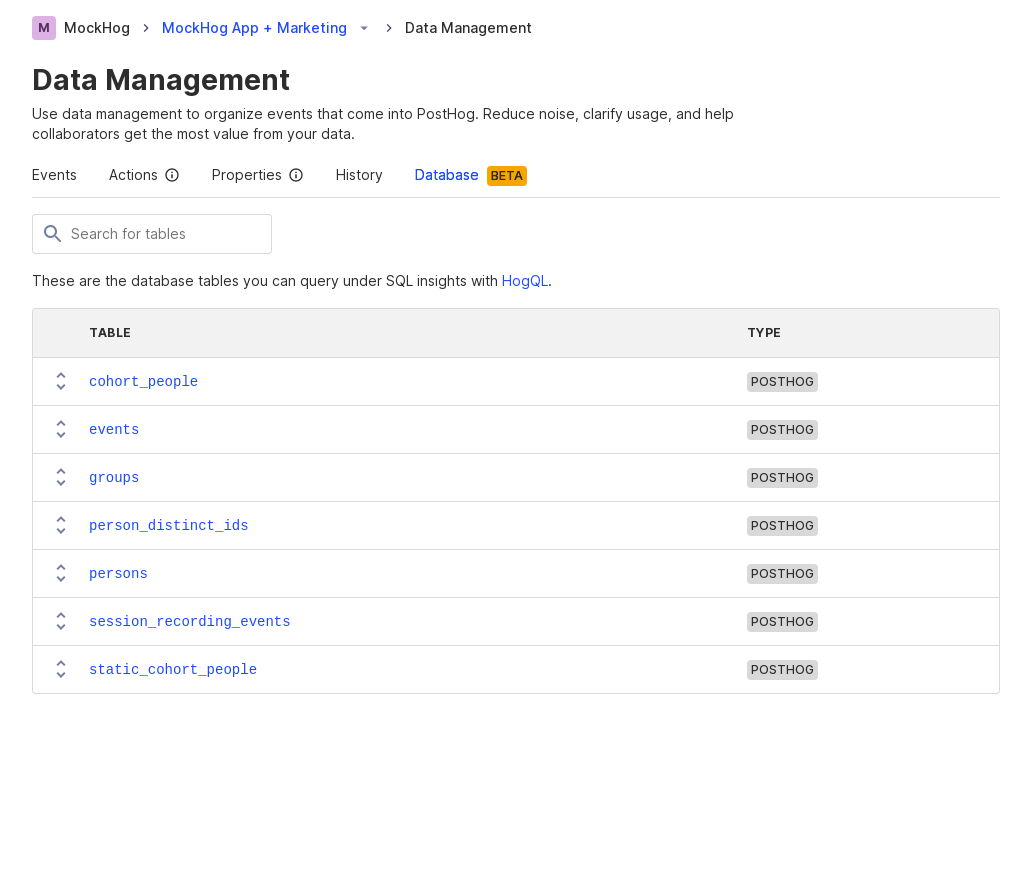 M MockHog MockHog App + Marketing Data Management
Data Management
Use data management to organize events that come into PostHog. Reduce noise, clarify usage, and help
collaborators get the most value from your data.
Events Actions Properties History Database BETA
Search for tables
These are the database tables you can query under SQL insights with HogQL.
TABLE TYPE
cohort_people POSTHOG
events POSTHOG
groups POSTHOG
person_distinct_ids POSTHOG
persons POSTHOG
session_recording_events POSTHOG
static_cohort_people POSTHOG